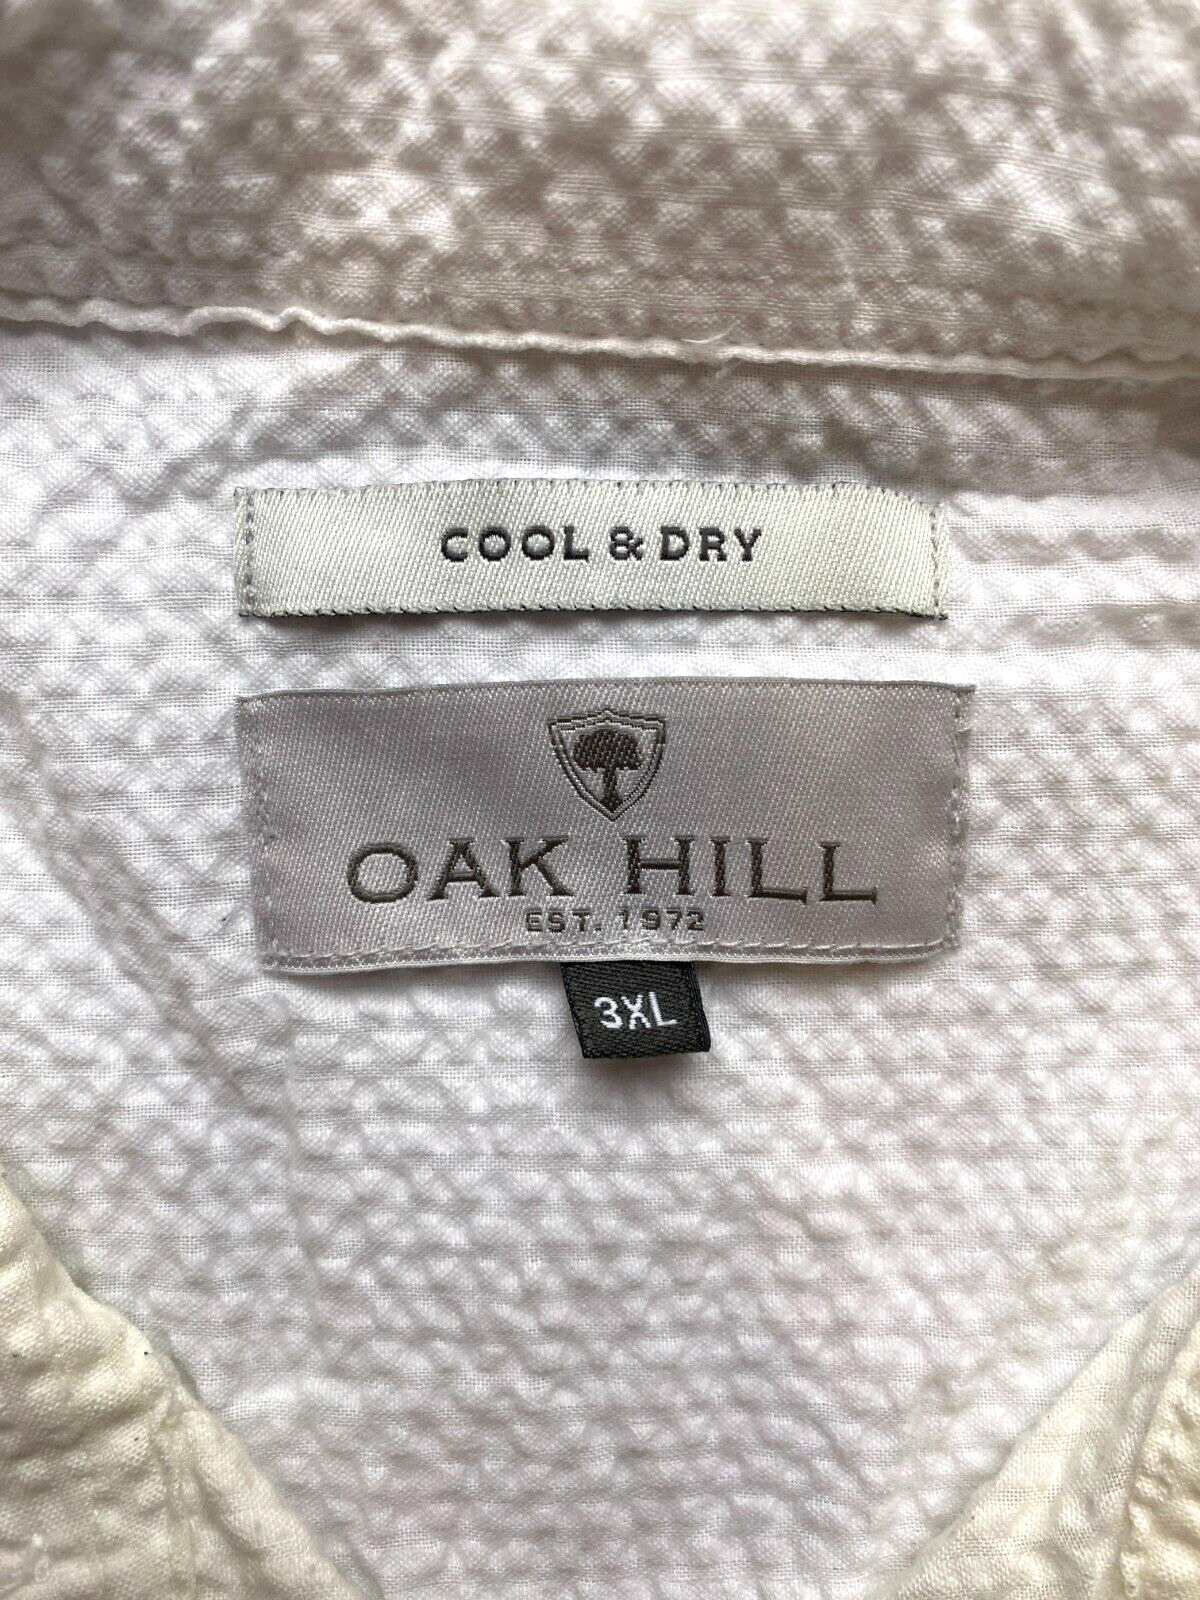 COOL & DRY
OAK HILL
EST. 1972
3XL